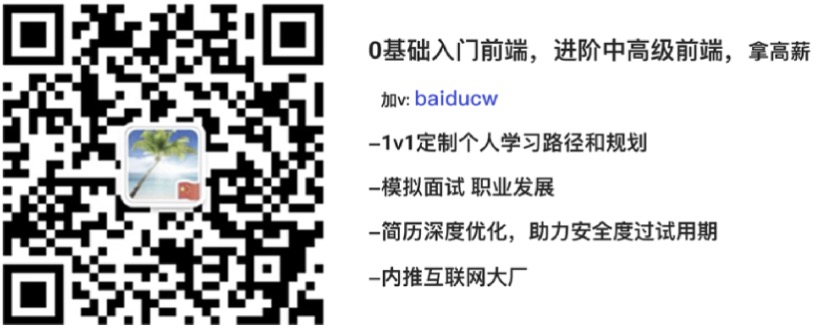 0基础入门前端，进阶中高级前端，拿高薪
加v: baiducw
-1v1定制个人学习路径和规划
-模拟面试 职业发展
-简历深度优化，助力安全度过试用期
-内推互联网大厂